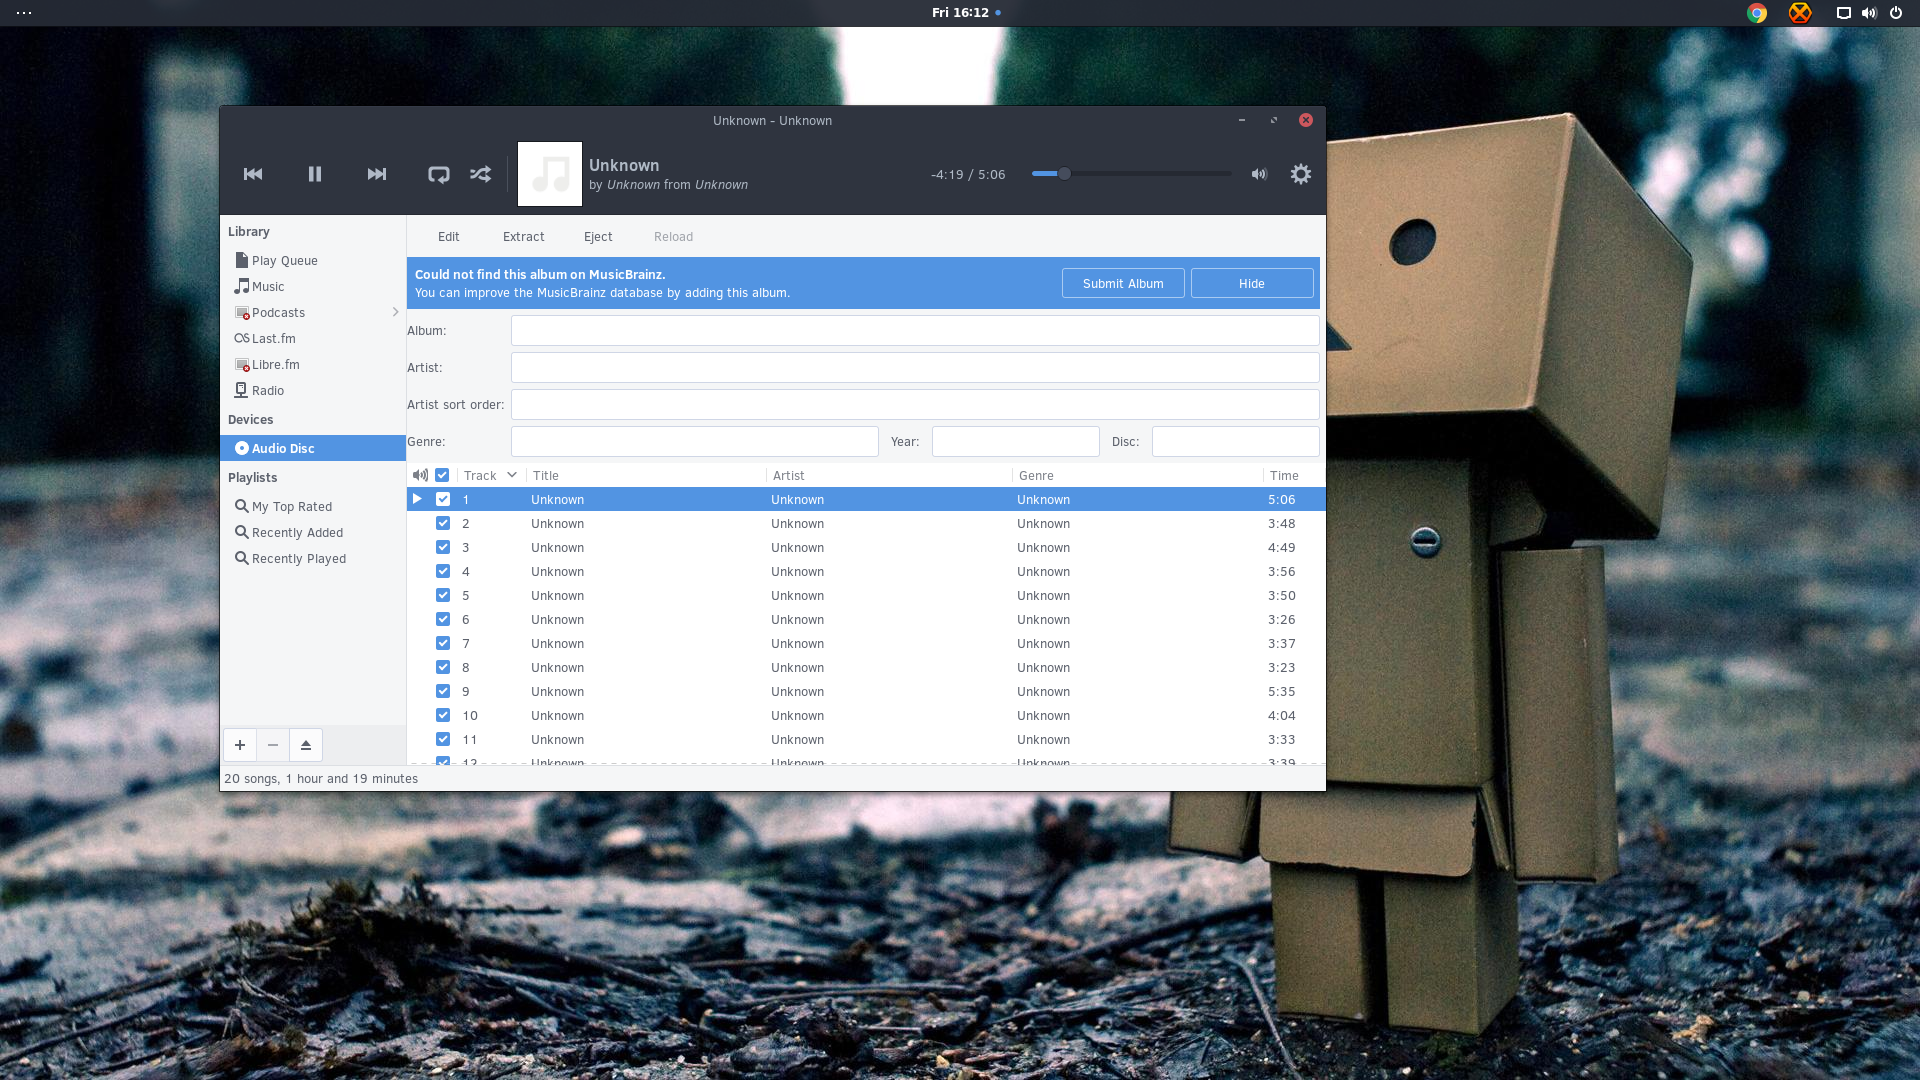 Fri 16:12
Unknown - Unknown
Unknown
by Unknown from Unknown
-4:19 / 5:06
Library
Play Queue
Music
Podcasts
Last.fm
Libre.fm
Radio
Devices
Audio Disc
Playlists
My Top Rated
Recently Added
Recently Played
Edit Extract Eject Reload
Could not find this album on MusicBrainz.
You can improve the MusicBrainz database by adding this album.
Submit Album Hide
Album:
Artist:
Artist sort order:
Genre: Year: Disc:
Track Title Artist Genre Time
1 Unknown Unknown Unknown 5:06
2 Unknown Unknown Unknown 3:48
3 Unknown Unknown Unknown 4:49
4 Unknown Unknown Unknown 3:56
5 Unknown Unknown Unknown 3:50
6 Unknown Unknown Unknown 3:26
7 Unknown Unknown Unknown 3:37
8 Unknown Unknown Unknown 3:23
9 Unknown Unknown Unknown 5:35
10 Unknown Unknown Unknown 4:04
11 Unknown Unknown Unknown 3:33
12 Unknown Unknown Unknown 3:39
20 songs, 1 hour and 19 minutes